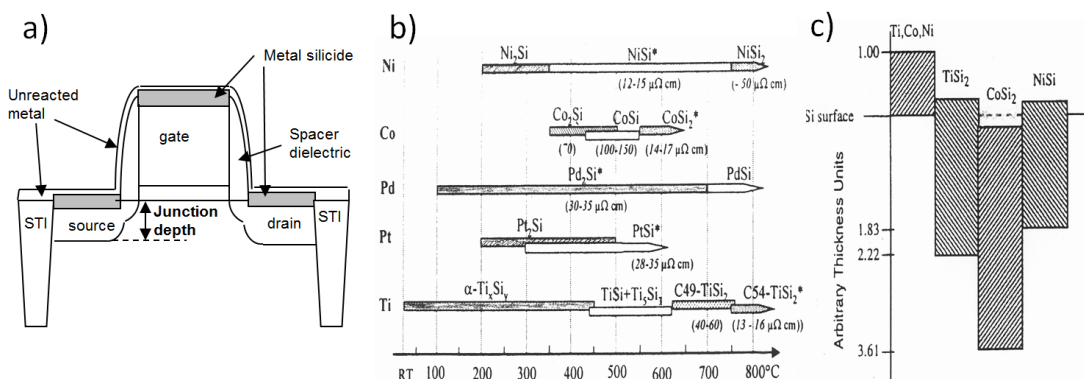 a)
Metal silicide
Unreacted
metal
gate
Spacer
dielectric
STI
source
Junction
depth
drain
STI
b)
Ni₂Si
NiSi*
NiSi₂
Ni
(12-15 μΩ cm)
(~ 50 μΩ cm)
Co₂Si
CoSi
CoSi₂*
Co
(~70)
(100-150)
(14-17 μΩ cm)
Pd₂Si*
PdSi
Pd
(30-35 μΩ cm)
Pt₂Si
PtSi*
Pt
(28-35 μΩ cm)
α-TiₓSiᵧ
TiSi+Ti₅Si₃
C49-TiSi₂
C54-TiSi₂*
Ti
(40-60)
(13 - 16 μΩ cm))
RT 100 200 300 400 500 600 700 800°C
c)
Ti,Co,Ni
1.00
TiSi₂
CoSi₂
NiSi
Si surface
1.83
2.22
3.61
Arbitrary Thickness Units